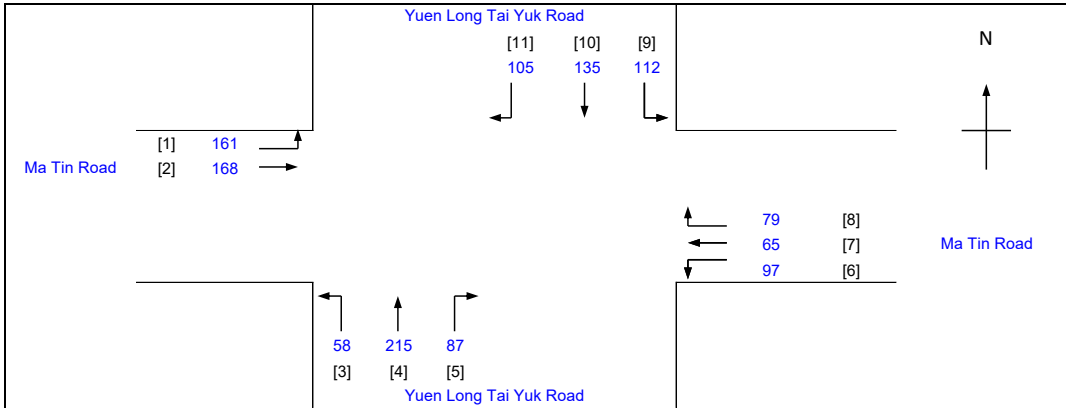 Yuen Long Tai Yuk Road
[11] [10] [9]
105 135 112
N
[1] 161
Ma Tin Road [2] 168
79 [8]
65 [7] Ma Tin Road
97 [6]
58 215 87
[3] [4] [5]
Yuen Long Tai Yuk Road